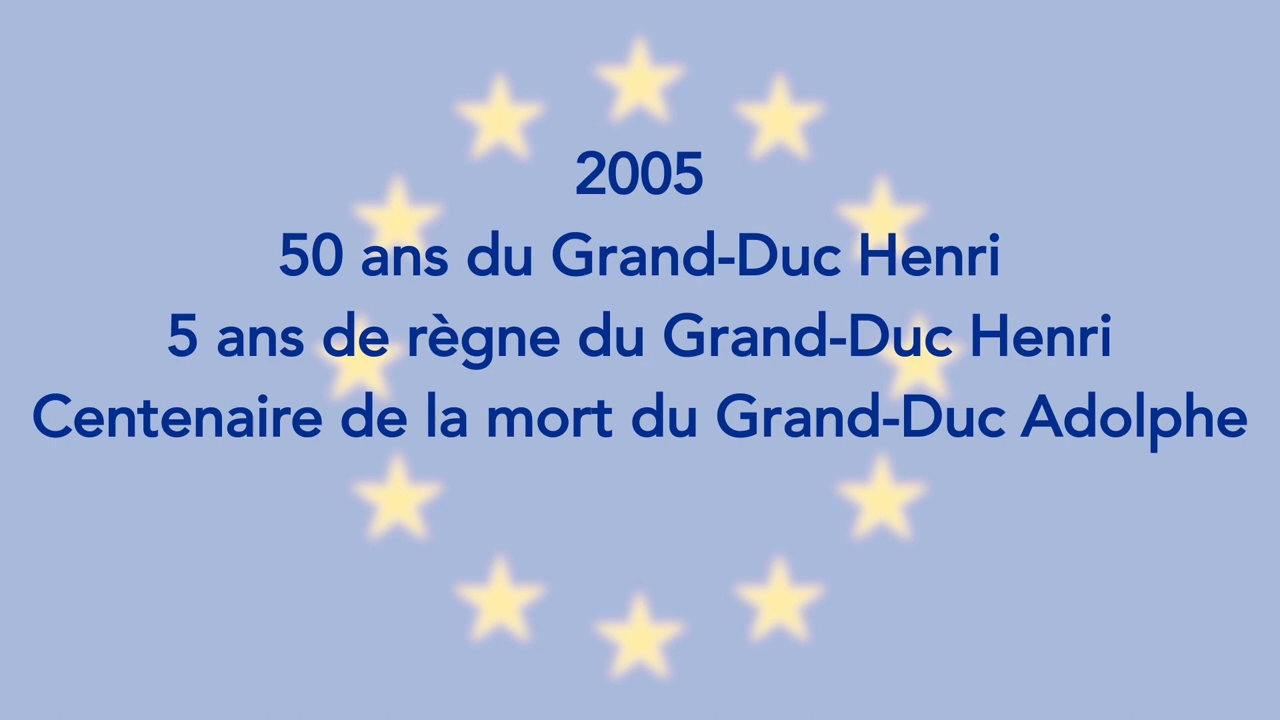 2005
50 ans du Grand-Duc Henri
5 ans de règne du Grand-Duc Henri
Centenaire de la mort du Grand-Duc Adolphe